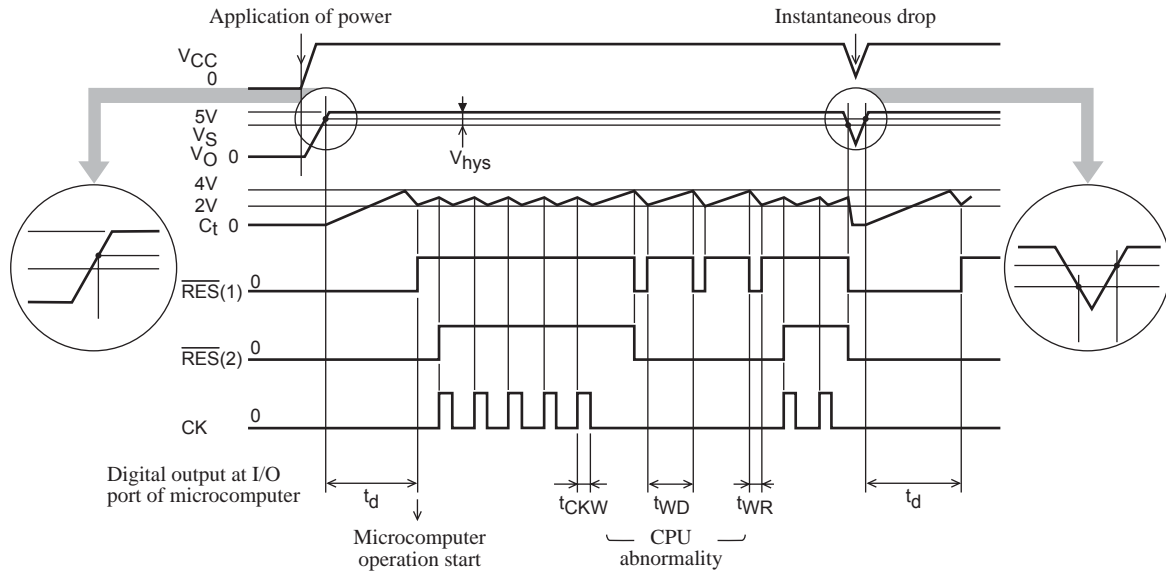 Application of power
Instantaneous drop
VCC
0
5V
VS
VO 0
Vhys
4V
2V
Ct 0
RES(1) 0
RES(2) 0
CK 0
Digital output at I/O
port of microcomputer
td
tCKW
tWD
tWR
td
Microcomputer
operation start
CPU
abnormality